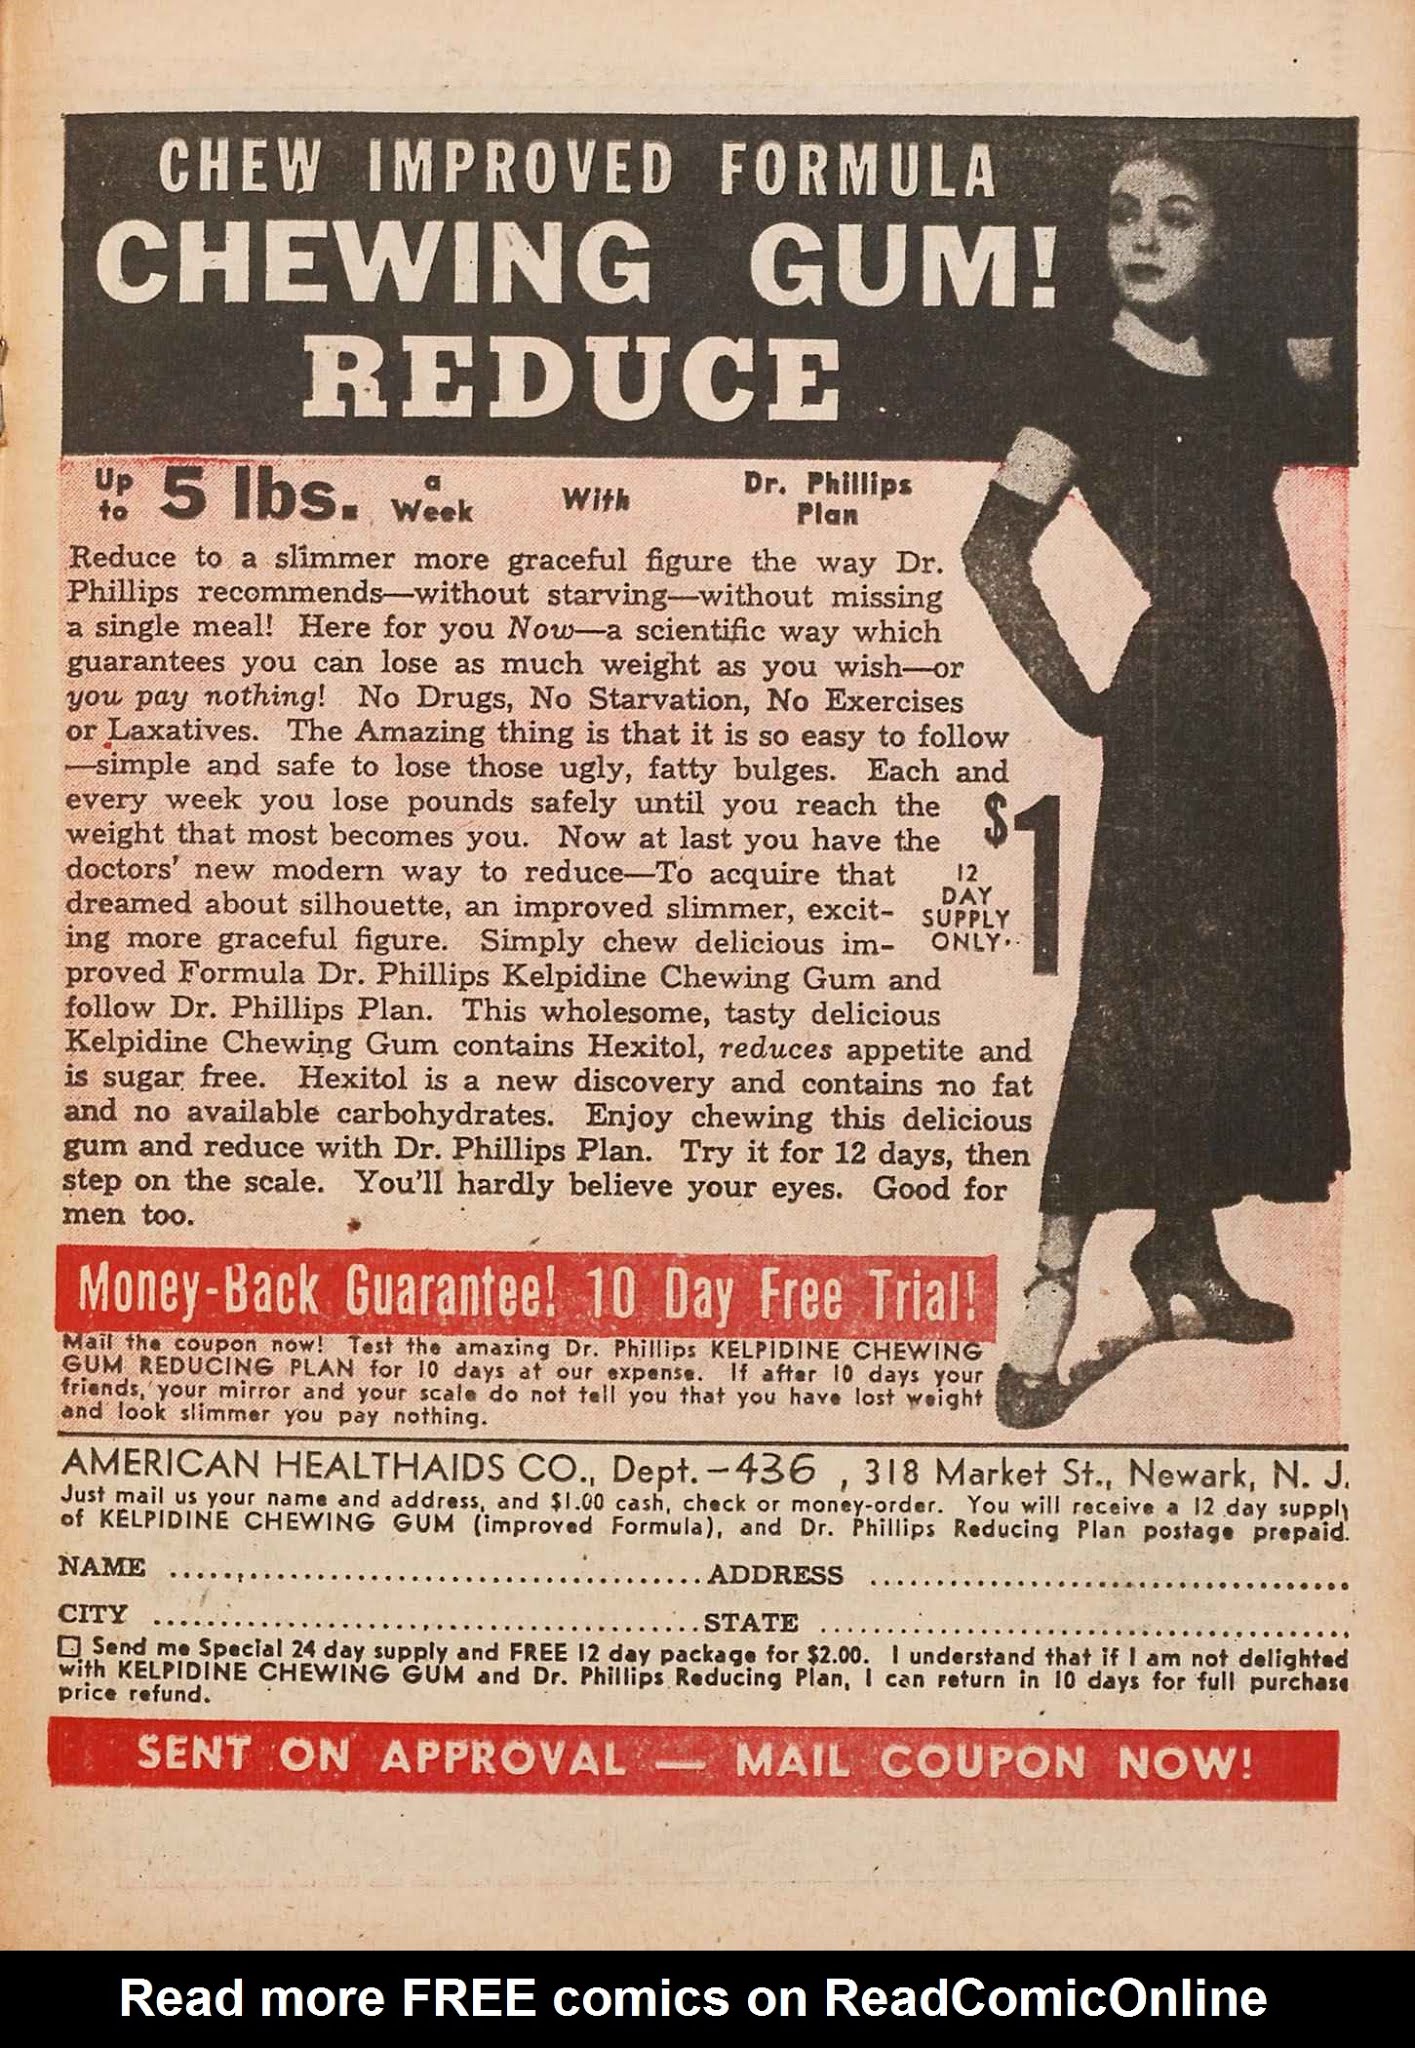 CHEW IMPROVED FORMULA
CHEWING GUM!
REDUCE
Up to 5 lbs. a Week With Dr. Phillips Plan
Reduce to a slimmer more graceful figure the way Dr.
Phillips recommends—without starving—without missing
a single meal! Here for you Now—a scientific way which
guarantees you can lose as much weight as you wish—or
you pay nothing! No Drugs, No Starvation, No Exercises
or Laxatives. The Amazing thing is that it is so easy to follow
—simple and safe to lose those ugly, fatty bulges. Each and
every week you lose pounds safely until you reach the
weight that most becomes you. Now at last you have the
doctors' new modern way to reduce—To acquire that
dreamed about silhouette, an improved slimmer, excit-
ing more graceful figure. Simply chew delicious im-
proved Formula Dr. Phillips Kelpidine Chewing Gum and
follow Dr. Phillips Plan. This wholesome, tasty delicious
Kelpidine Chewing Gum contains Hexitol, reduces appetite and
is sugar free. Hexitol is a new discovery and contains no fat
and no available carbohydrates. Enjoy chewing this delicious
gum and reduce with Dr. Phillips Plan. Try it for 12 days, then
step on the scale. You'll hardly believe your eyes. Good for
men too.
$1
12
DAY
SUPPLY
ONLY.
Money-Back Guarantee! 10 Day Free Trial!
Mail the coupon now! Test the amazing Dr. Phillips KELPIDINE CHEWING
GUM REDUCING PLAN for 10 days at our expense. If after 10 days your
friends, your mirror and your scale do not tell you that you have lost weight
and look slimmer you pay nothing.
AMERICAN HEALTHAIDS CO., Dept.-436, 318 Market St., Newark, N. J.
Just mail us your name and address, and $1.00 cash, check or money-order. You will receive a 12 day supply
of KELPIDINE CHEWING GUM (improved Formula), and Dr. Phillips Reducing Plan postage prepaid.
NAME ........................................ADDRESS ....................................
CITY ........................................STATE ........................................
Send me Special 24 day supply and FREE 12 day package for $2.00. I understand that if I am not delighted
with KELPIDINE CHEWING GUM and Dr. Phillips Reducing Plan, I can return in 10 days for full purchase
price refund.
SENT ON APPROVAL — MAIL COUPON NOW!
Read more FREE comics on ReadComicOnline